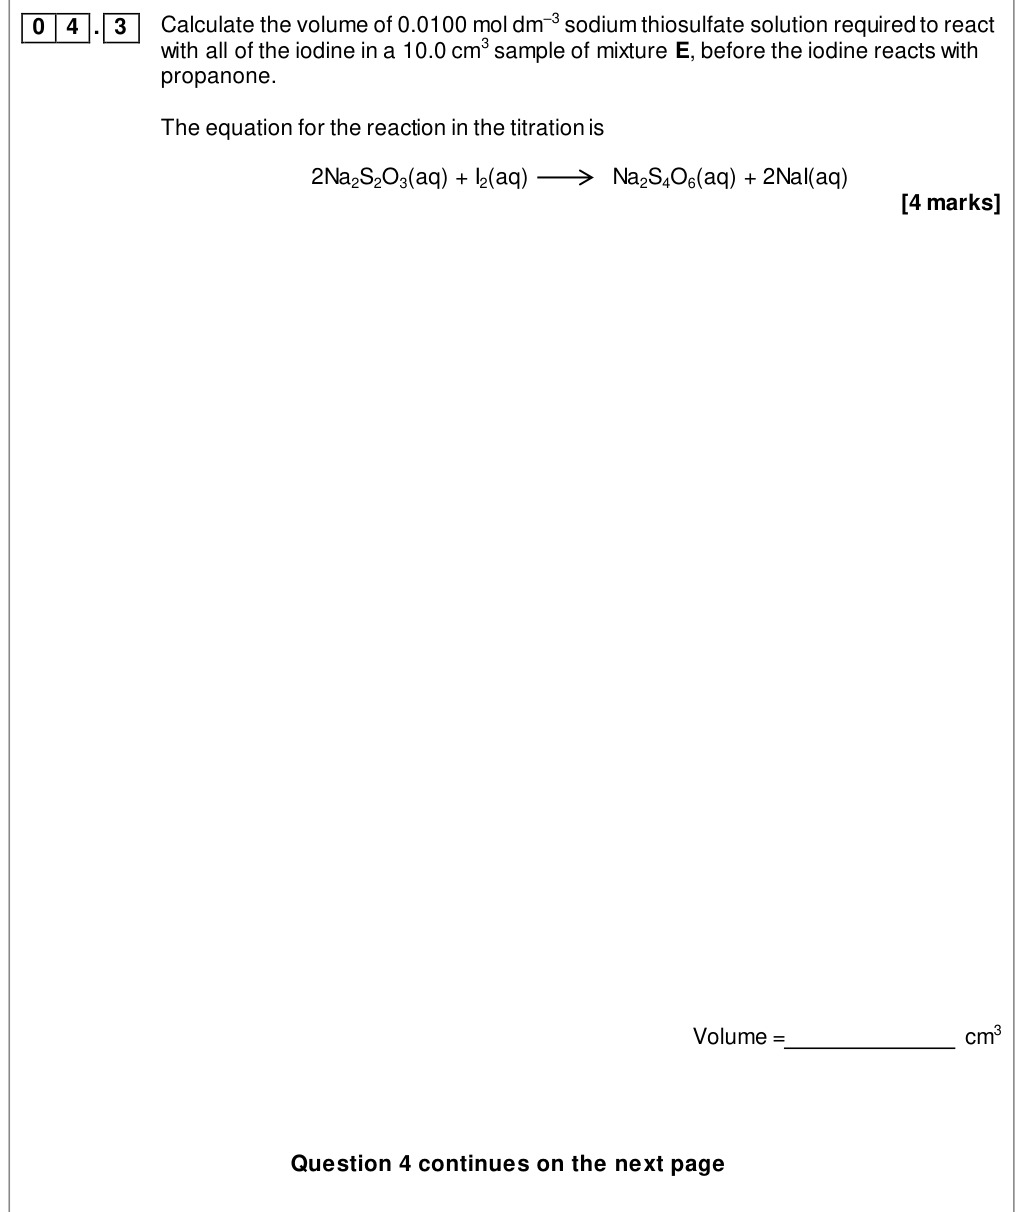 0 4 . 3 Calculate the volume of 0.0100 mol dm⁻³ sodium thiosulfate solution required to react
with all of the iodine in a 10.0 cm³ sample of mixture E, before the iodine reacts with
propanone.
The equation for the reaction in the titration is
2Na₂S₂O₃(aq) + I₂(aq) ⟶ Na₂S₄O₆(aq) + 2NaI(aq)
[4 marks]
Volume = ______________ cm³
Question 4 continues on the next page